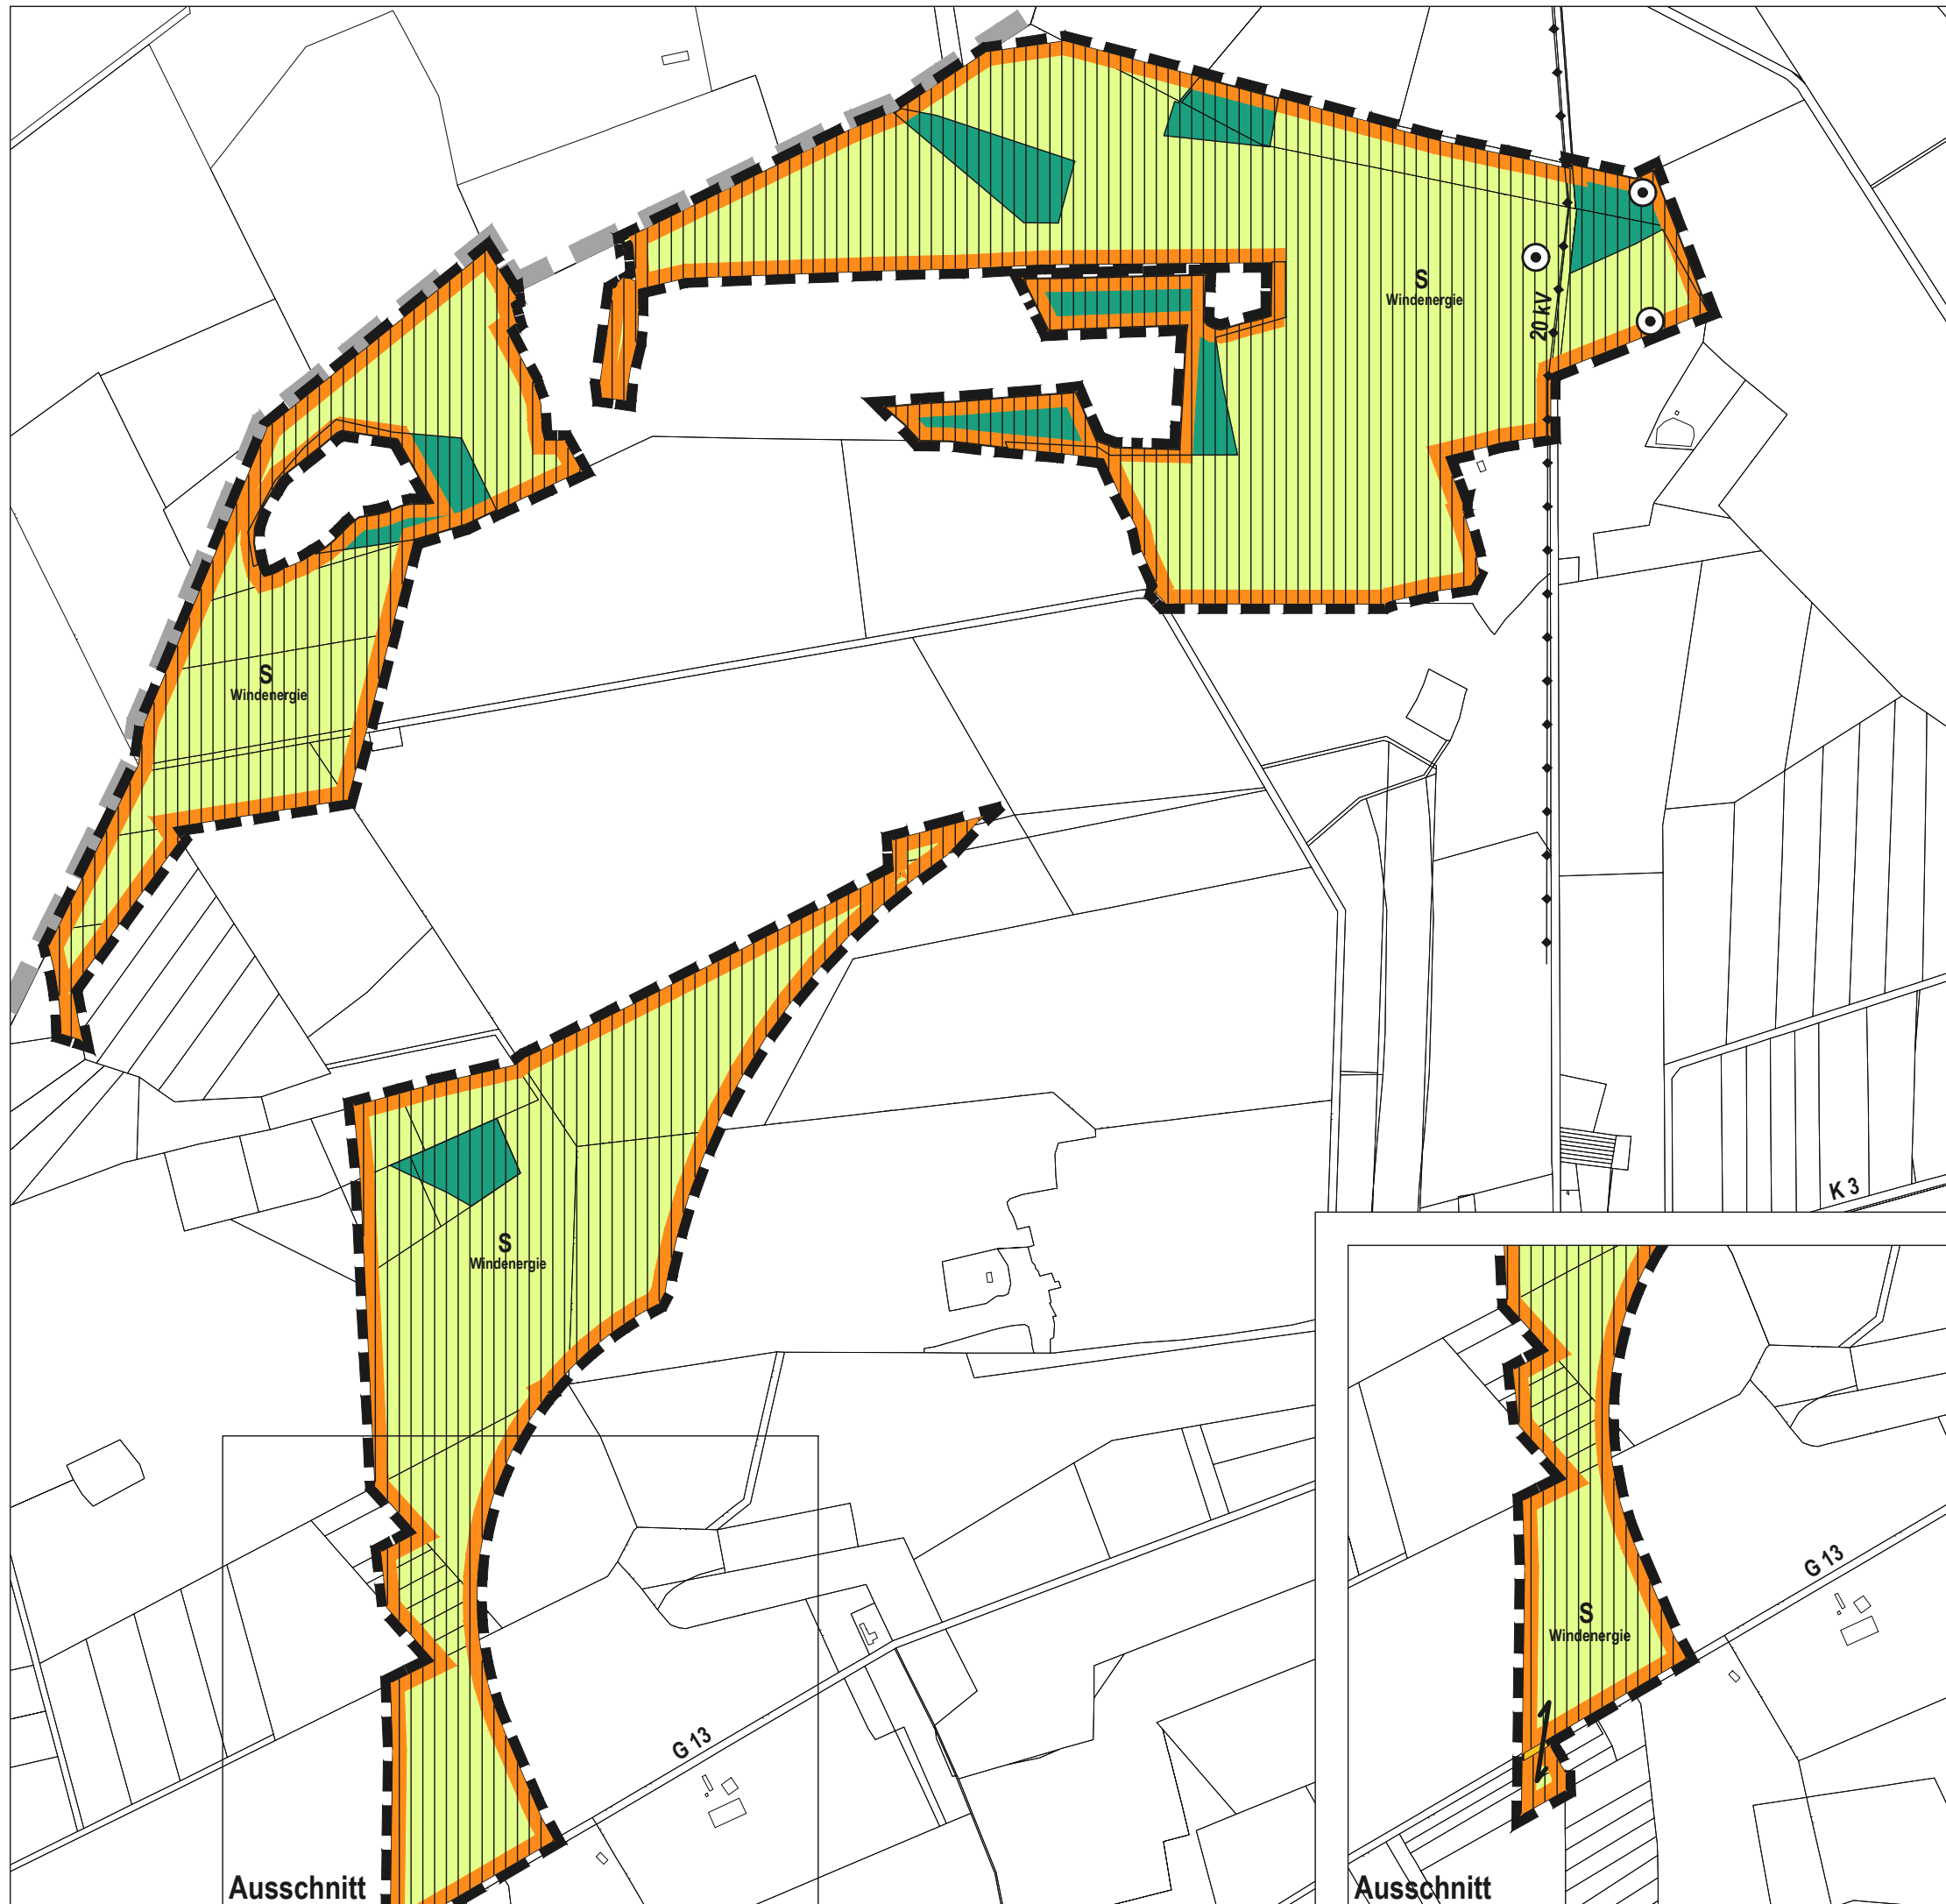 S
Windenergie
20 kV
S
Windenergie
K 3
S
Windenergie
G 13
S
Windenergie
G 13
Ausschnitt
Ausschnitt